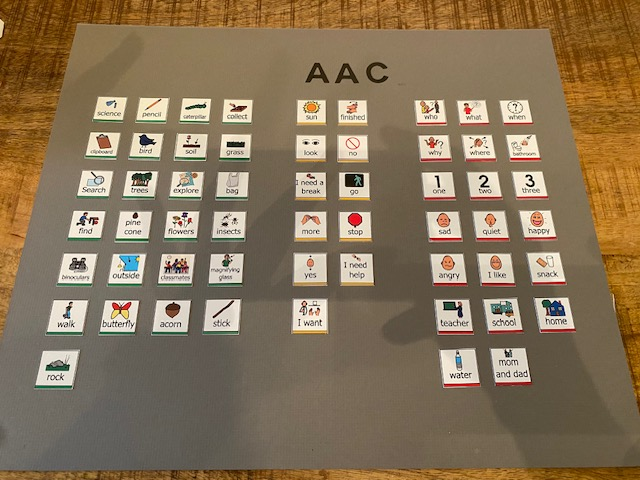 AAC
science pencil caterpillar collect sun finished who what when
clipboard bird soil grass look no why where bathroom
Search trees explore bag I need a break go 1 one 2 two 3 three
find pine cone flowers insects more stop sad quiet happy
binoculars outside classmates magnifying glass yes I need help angry I like snack
walk butterfly acorn stick I want teacher school home
rock water mom and dad